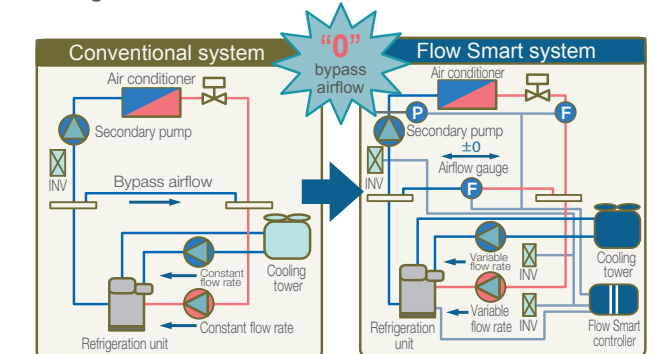 "0"
bypass
airflow
Conventional system
Air conditioner
Secondary pump
INV
Bypass airflow
Constant
flow rate
Cooling
tower
Constant flow rate
Refrigeration unit
Flow Smart system
Air conditioner
P
F
Secondary pump
±0
Airflow gauge
INV
F
Variable
flow rate
INV
Cooling
tower
Variable
flow rate
INV
Refrigeration
unit
Flow Smart
controller